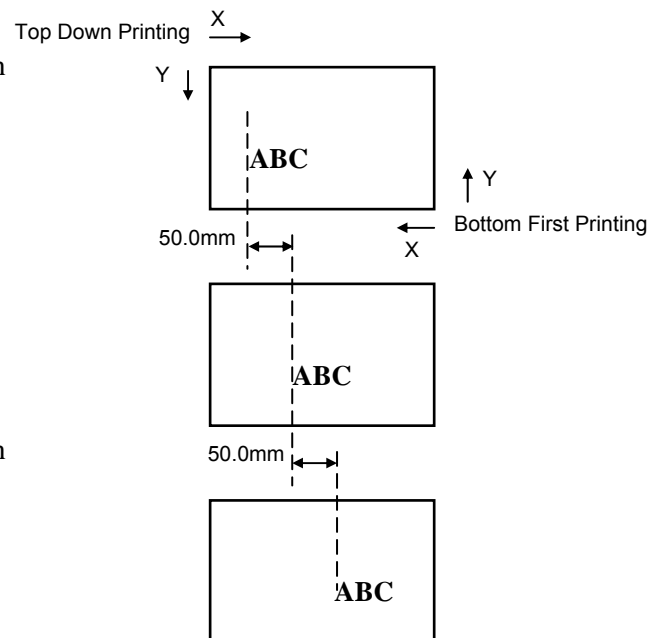 X
Top Down Printing
n
Y
ABC
Y
Bottom First Printing
50.0mm
X
ABC
n
50.0mm
ABC